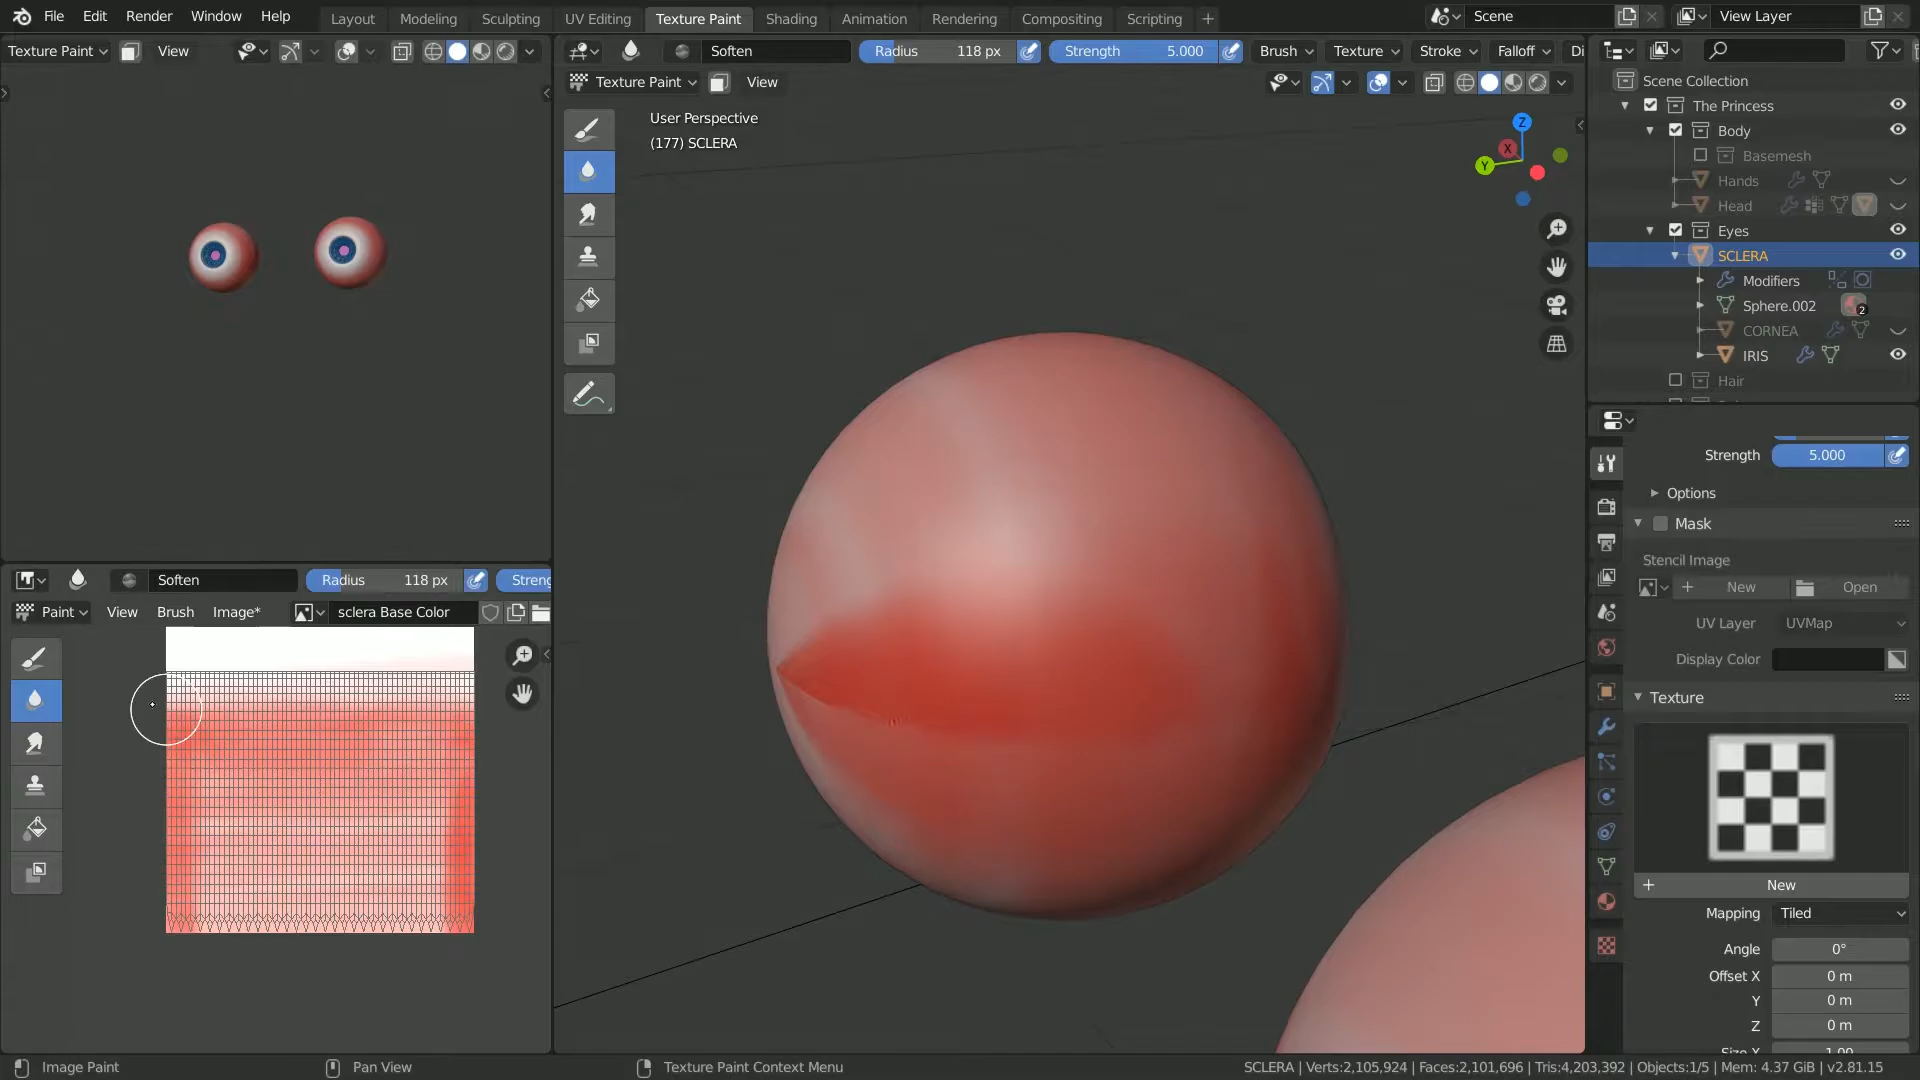 File Edit Render Window Help Layout Modeling Sculpting UV Editing Texture Paint Shading Animation Rendering Compositing Scripting + Scene View Layer
Texture Paint View
Soften Radius 118 px Strength 5.000 Brush Texture Stroke Falloff Di
Texture Paint View
User Perspective
(177) SCLERA
Z
X
Y
Scene Collection
The Princess
Body
Basemesh
Hands
Head
Eyes
SCLERA
Modifiers
Sphere.002 2
CORNEA
IRIS
Hair
Strength 5.000
Options
Mask
Stencil Image
+ New Open
UV Layer UVMap
Display Color
Texture
+ New
Mapping Tiled
Angle 0°
Offset X 0 m
Y 0 m
Z 0 m
Size X 1.00
Soften Radius 118 px Streng
Paint View Brush Image* sclera Base Color
Image Paint Pan View Texture Paint Context Menu SCLERA | Verts:2,105,924 | Faces:2,101,696 | Tris:4,203,392 | Objects:1/5 | Mem: 4.37 GiB | v2.81.15